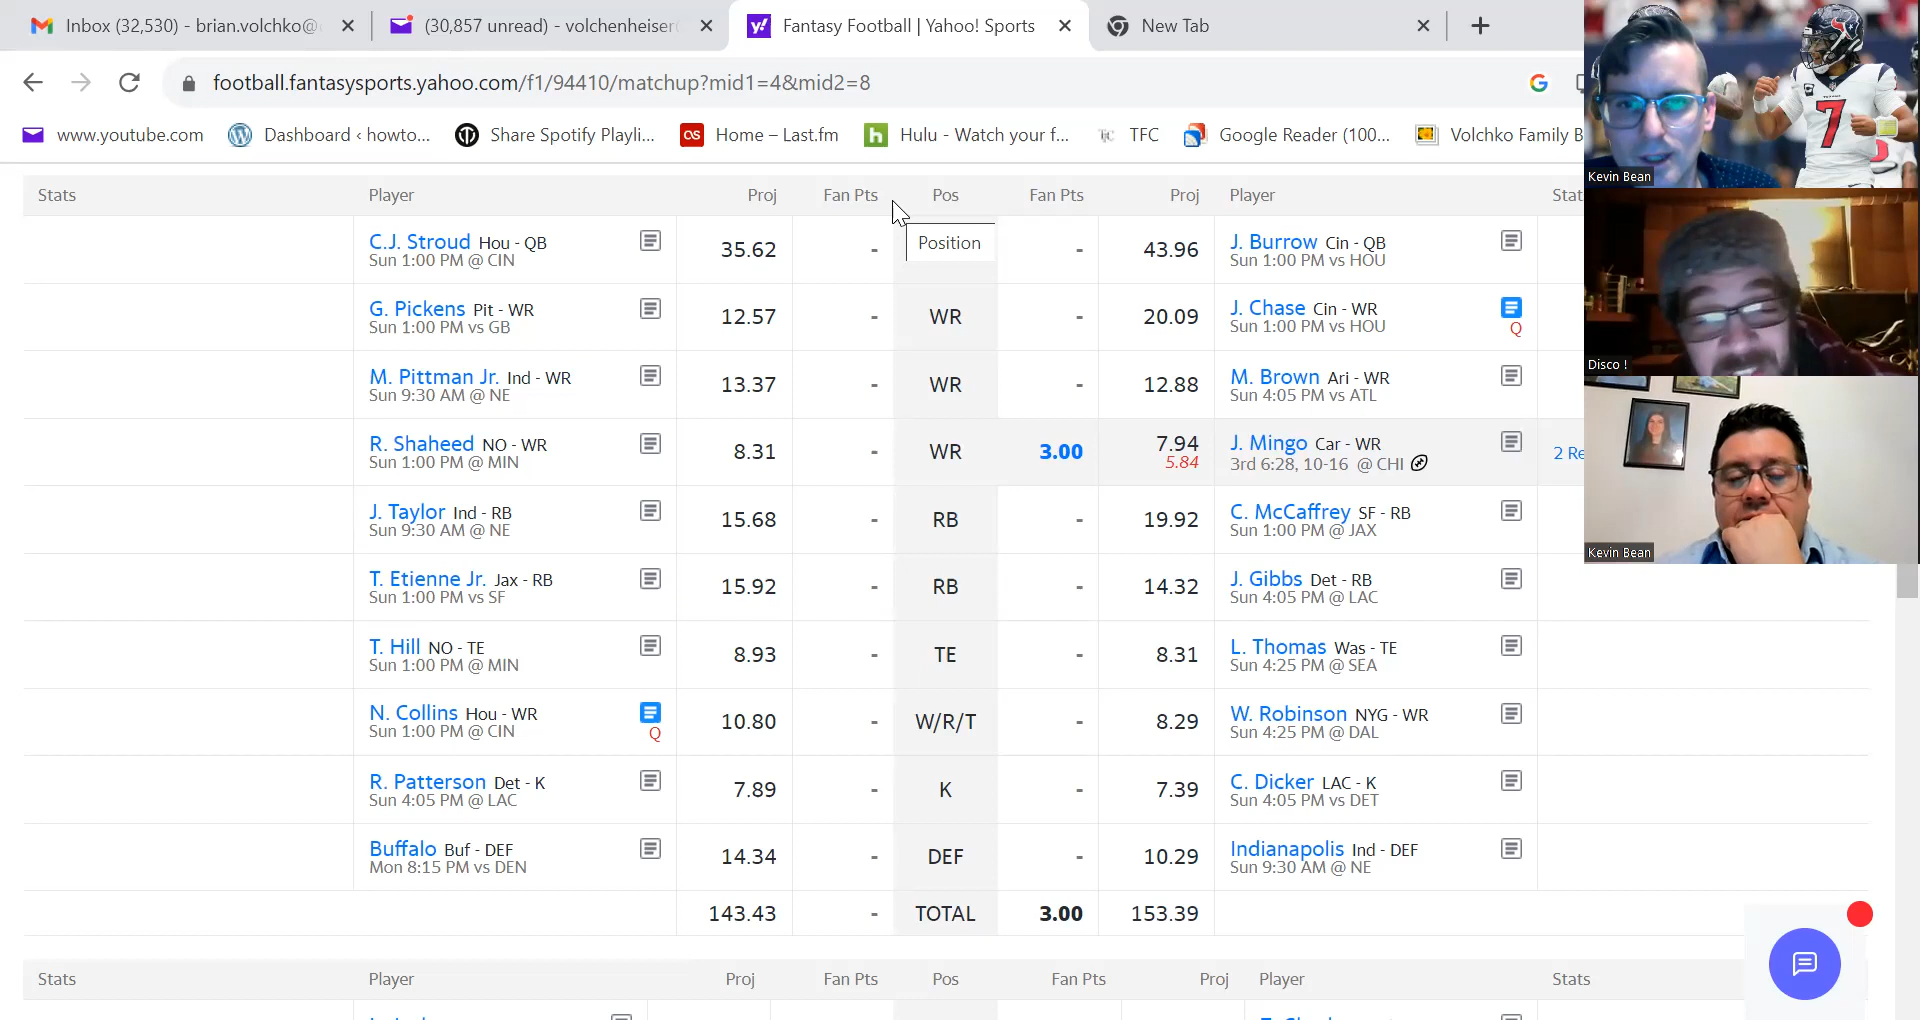 Inbox (32,530) - brian.volchko@
(30,857 unread) - volchenheiser
Fantasy Football | Yahoo! Sports
New Tab
football.fantasysports.yahoo.com/f1/94410/matchup?mid1=4&mid2=8
www.youtube.com
Dashboard ‹ howto...
Share Spotify Playli...
Home – Last.fm
Hulu - Watch your f...
TFC
Google Reader (100...
Volchko Family B
Stats Player Proj Fan Pts Pos Fan Pts Proj Player Stat
C.J. Stroud Hou - QB 35.62 - Position - 43.96 J. Burrow Cin - QB
Sun 1:00 PM @ CIN Sun 1:00 PM vs HOU
G. Pickens Pit - WR 12.57 - WR - 20.09 J. Chase Cin - WR
Sun 1:00 PM vs GB Sun 1:00 PM vs HOU Q
M. Pittman Jr. Ind - WR 13.37 - WR - 12.88 M. Brown Ari - WR
Sun 9:30 AM @ NE Sun 4:05 PM vs ATL
R. Shaheed NO - WR 8.31 - WR 3.00 7.94 J. Mingo Car - WR 2 Re
Sun 1:00 PM @ MIN 5.84 3rd 6:28, 10-16 @ CHI
J. Taylor Ind - RB 15.68 - RB - 19.92 C. McCaffrey SF - RB
Sun 9:30 AM @ NE Sun 1:00 PM @ JAX
T. Etienne Jr. Jax - RB 15.92 - RB - 14.32 J. Gibbs Det - RB
Sun 1:00 PM vs SF Sun 4:05 PM @ LAC
T. Hill NO - TE 8.93 - TE - 8.31 L. Thomas Was - TE
Sun 1:00 PM @ MIN Sun 4:25 PM @ SEA
N. Collins Hou - WR 10.80 - W/R/T - 8.29 W. Robinson NYG - WR
Sun 1:00 PM @ CIN Q Sun 4:25 PM @ DAL
R. Patterson Det - K 7.89 - K - 7.39 C. Dicker LAC - K
Sun 4:05 PM @ LAC Sun 4:05 PM vs DET
Buffalo Buf - DEF 14.34 - DEF - 10.29 Indianapolis Ind - DEF
Mon 8:15 PM vs DEN Sun 9:30 AM @ NE
143.43 - TOTAL 3.00 153.39
Stats Player Proj Fan Pts Pos Fan Pts Proj Player Stats
7
Kevin Bean
Disco !
Kevin Bean